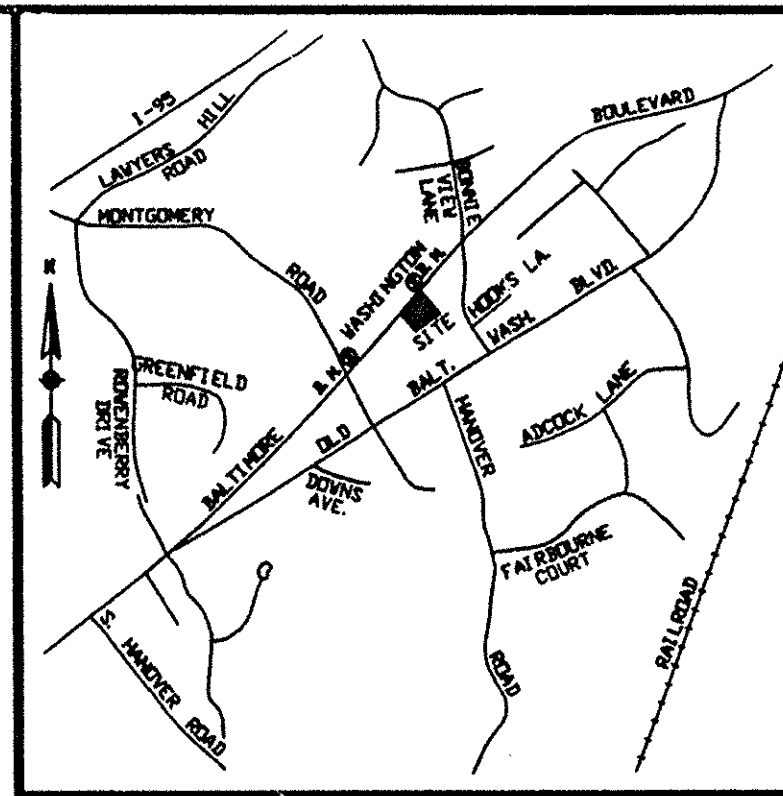 I-95
LAWYERS HILL
ROAD
MONTGOMERY ROAD
BOULEVARD
BONNIE
VIEW
LANE
WASHINGTON
B.M.
HOOKS LA.
SITE
N
BALT. WASH. BLVD.
B.M.
GREENFIELD
ROAD
ROWENBERRY
DRIVE
BALTIMORE
OLD
HANOVER
ADCOCK LANE
DOWNS
AVE.
FAIRBOURNE
COURT
RAILROAD
S. HANOVER ROAD
ROAD